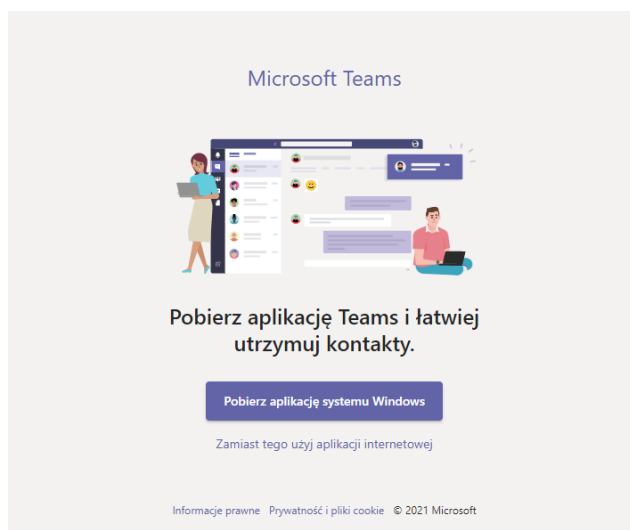 Microsoft Teams
Pobierz aplikację Teams i łatwiej
utrzymuj kontakty.
Pobierz aplikację systemu Windows
Zamiast tego użyj aplikacji internetowej
Informacje prawne Prywatność i pliki cookie © 2021 Microsoft